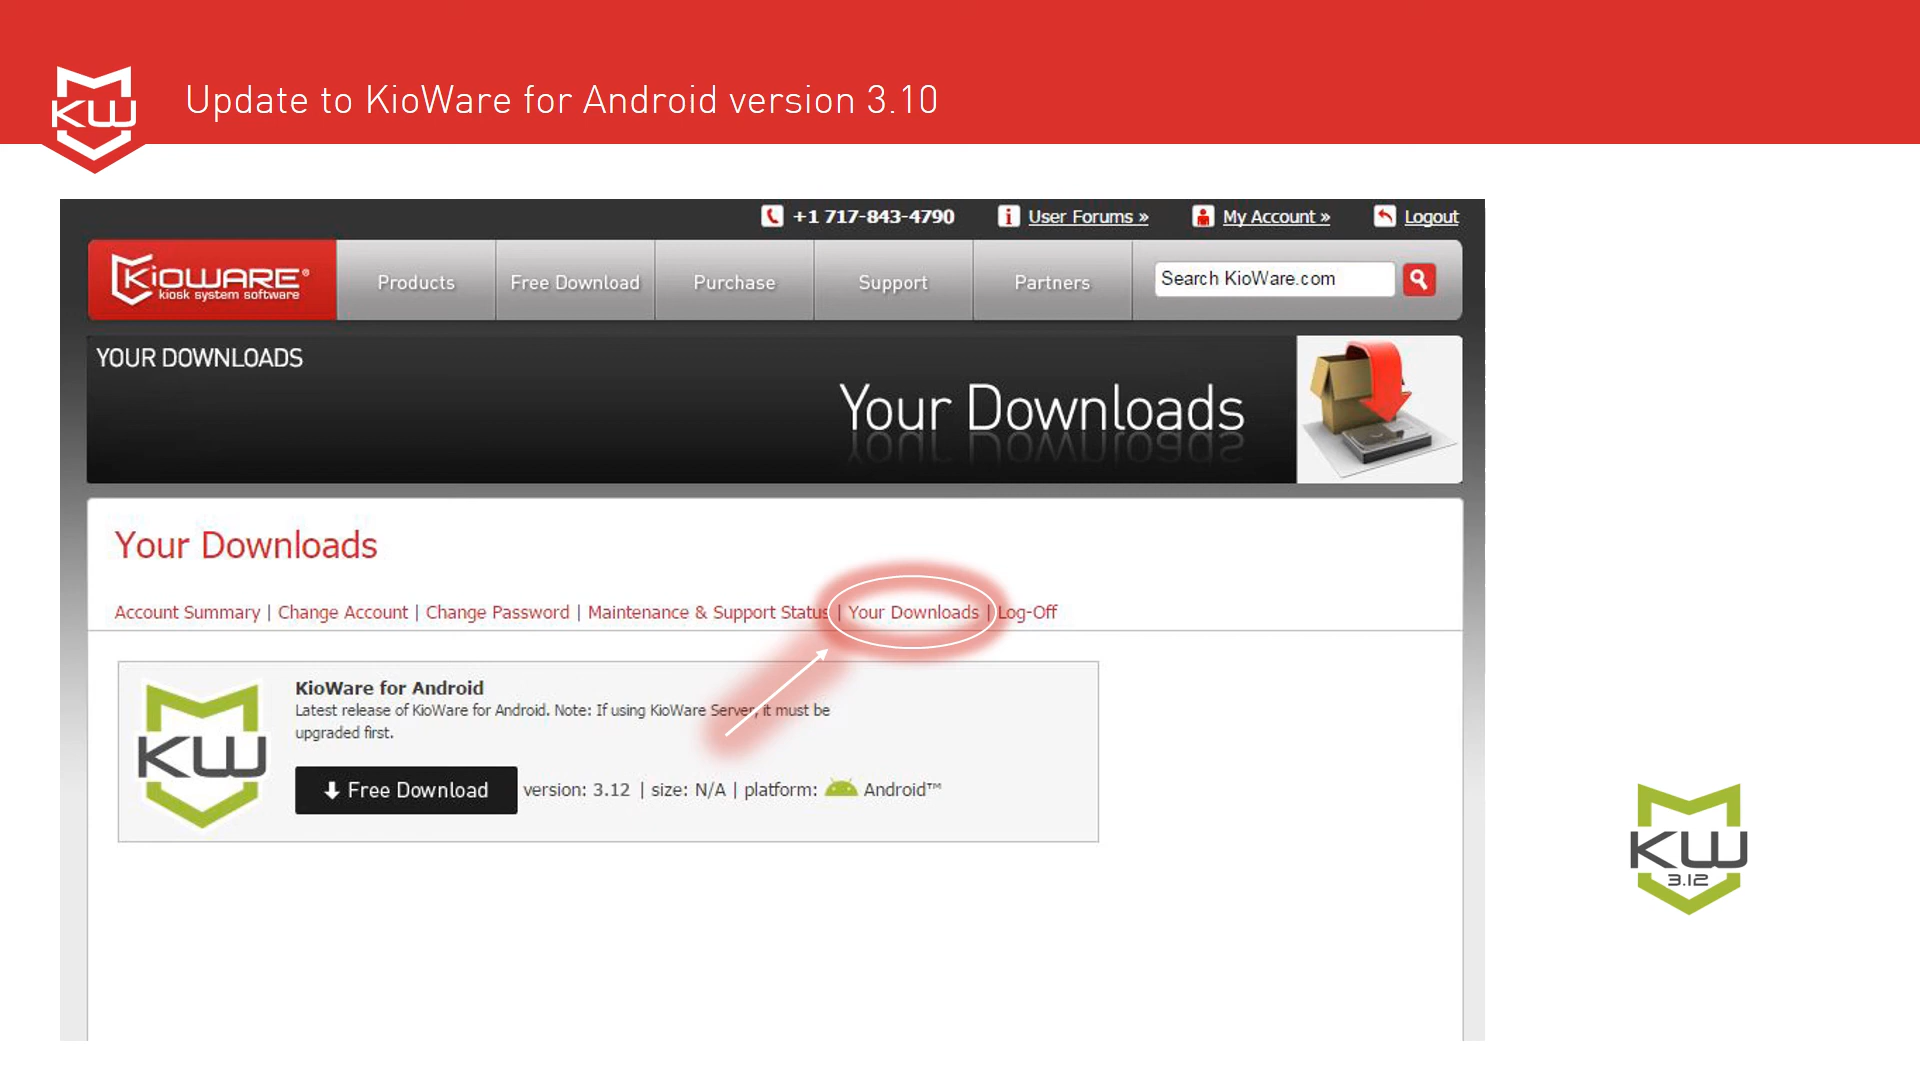 KW
Update to KioWare for Android version 3.10
+1 717-843-4790 User Forums » My Account » Logout
KioWARE®
kiosk system software
Products Free Download Purchase Support Partners Search KioWare.com
YOUR DOWNLOADS
Your Downloads
Your Downloads
Account Summary | Change Account | Change Password | Maintenance & Support Status | Your Downloads | Log-Off
KioWare for Android
Latest release of KioWare for Android. Note: If using KioWare Server, it must be
upgraded first.
KW
Free Download version: 3.12 | size: N/A | platform: Android™
KW
3.12